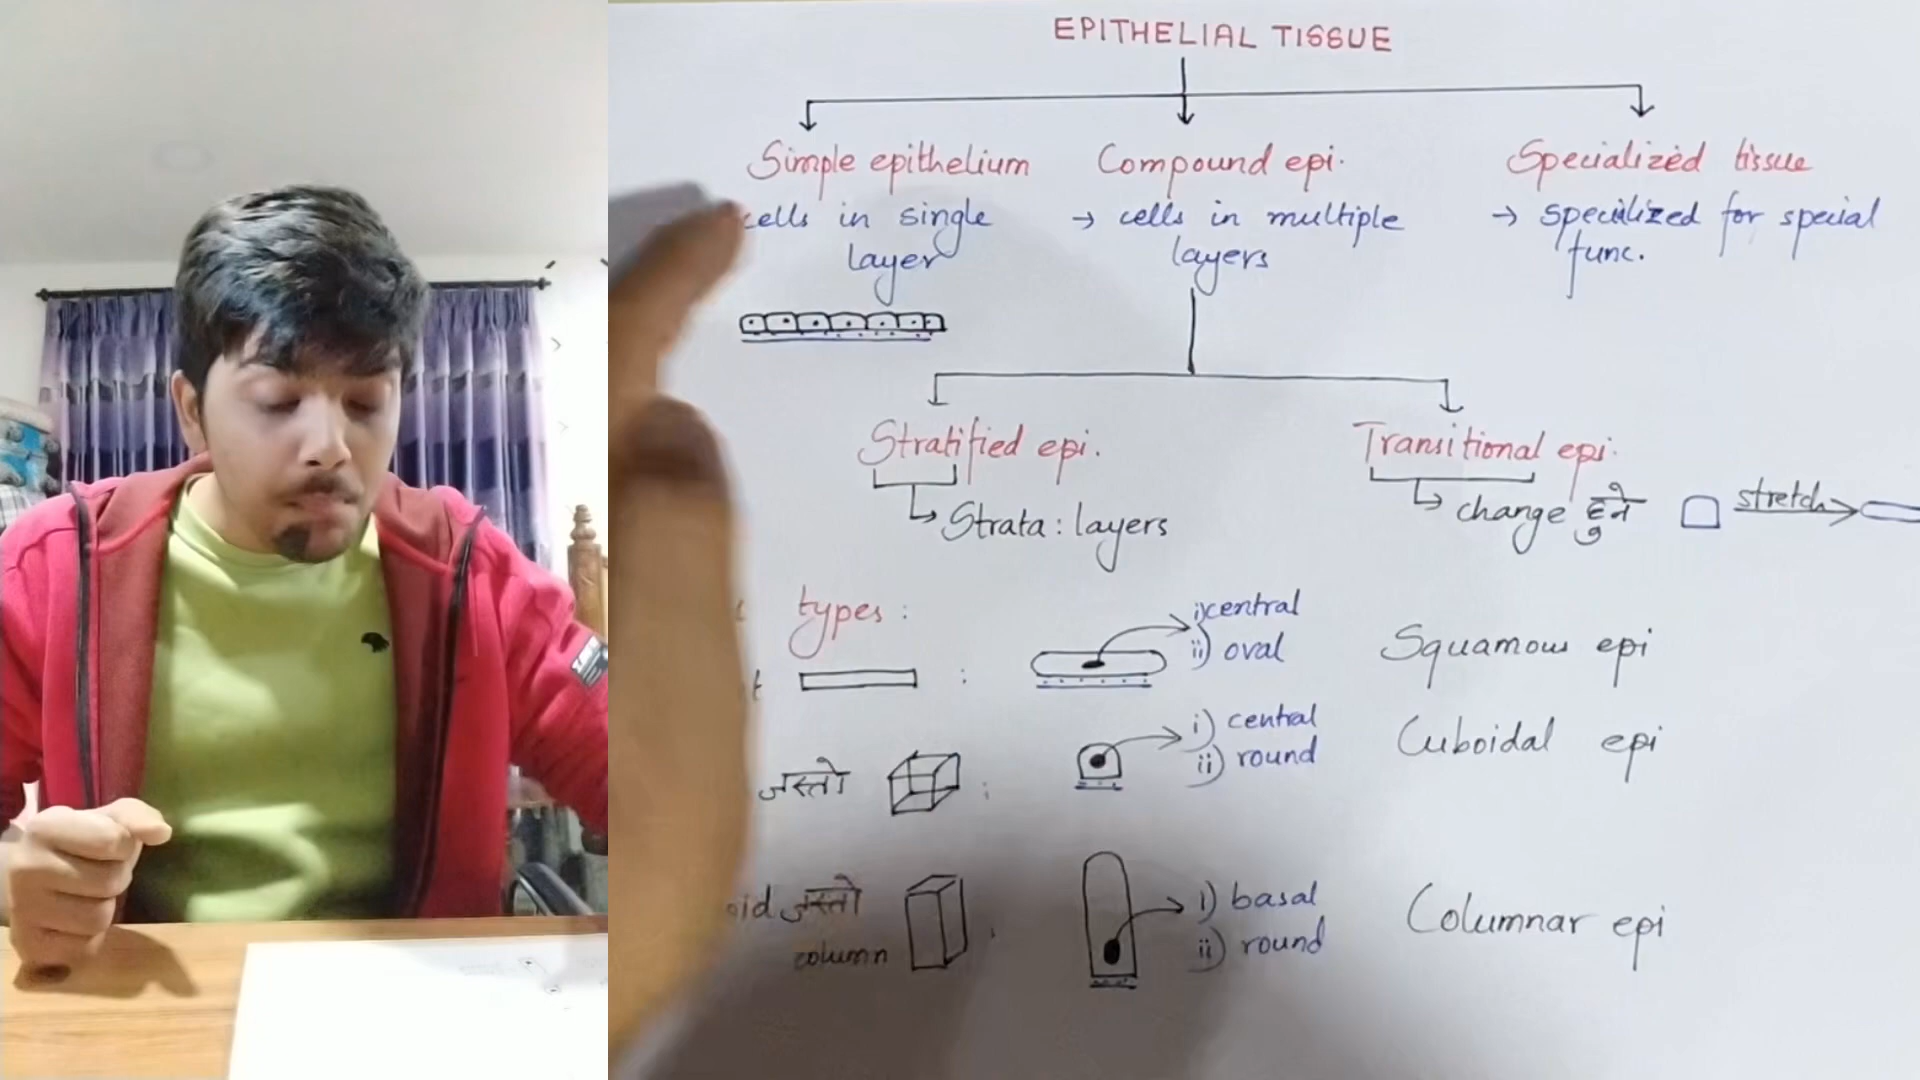 EPITHELIAL TISSUE
Simple epithelium
cells in single
layer
Compound epi.
→ cells in multiple
layers
Specialized tissue
→ specialized for special
func.
Stratified epi.
Strata : layers
Transitional epi.
change हुने
stretch
types :
i) central
ii) oval
Squamous epi
जस्तो
i) central
ii) round
Cuboidal epi
जस्तो
column
i) basal
ii) round
Columnar epi